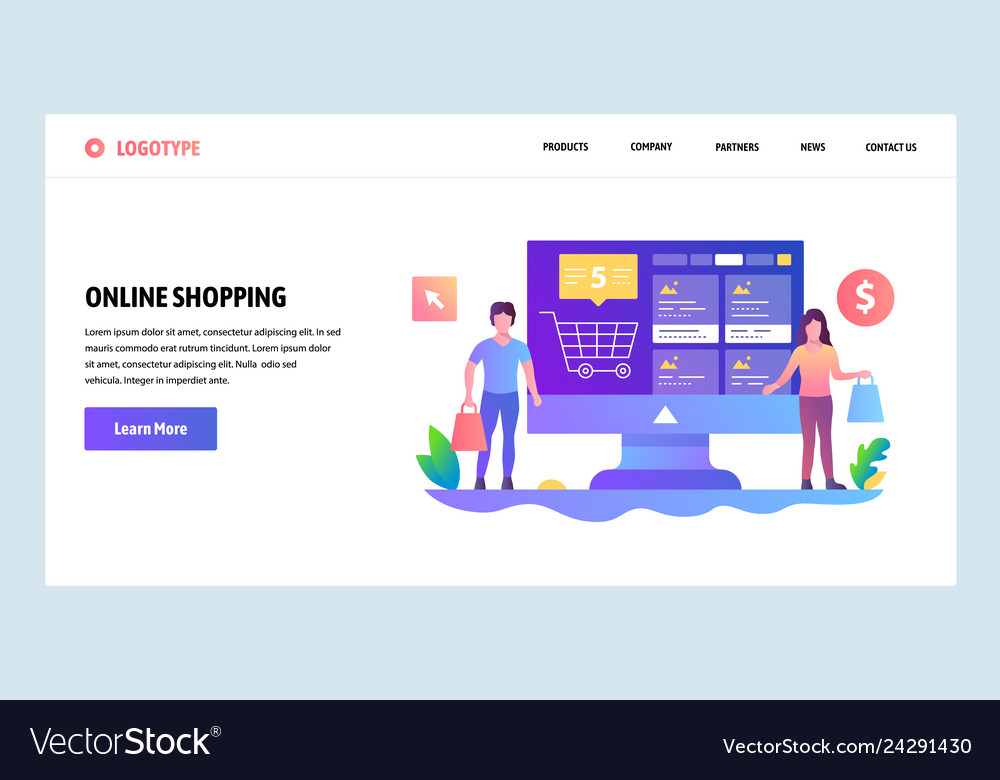 LOGOTYPE
PRODUCTS COMPANY PARTNERS NEWS CONTACT US
5
$
ONLINE SHOPPING
Lorem ipsum dolor sit amet, consectetur adipiscing elit. In sed
mauris commodo erat rutrum tincidunt. Lorem ipsum dolor
sit amet, consectetur adipiscing elit. Nulla odio sed
vehicula. Integer in imperdiet ante.
Learn More
VectorStock®
VectorStock.com/24291430